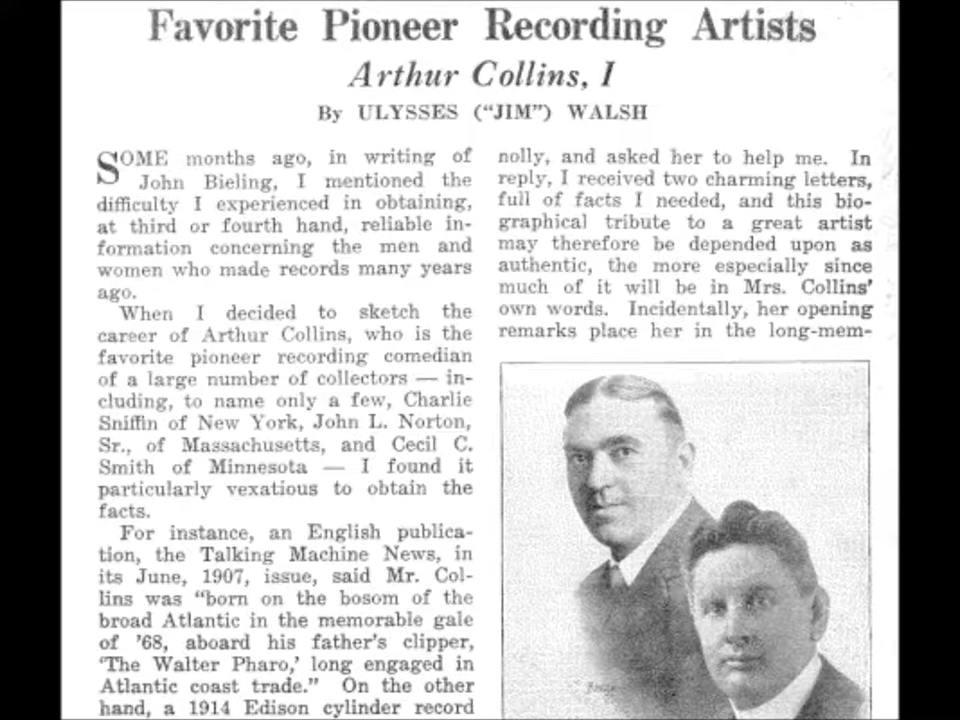 Favorite Pioneer Recording Artists
Arthur Collins, I
By ULYSSES ("JIM") WALSH
SOME months ago, in writing of
John Bieling, I mentioned the
difficulty I experienced in obtaining,
at third or fourth hand, reliable in-
formation concerning the men and
women who made records many years
ago.
When I decided to sketch the
career of Arthur Collins, who is the
favorite pioneer recording comedian
of a large number of collectors — in-
cluding, to name only a few, Charlie
Sniffin of New York, John L. Norton,
Sr., of Massachusetts, and Cecil C.
Smith of Minnesota — I found it
particularly vexatious to obtain the
facts.
For instance, an English publica-
tion, the Talking Machine News, in
its June, 1907, issue, said Mr. Col-
lins was "born on the bosom of the
broad Atlantic in the memorable gale
of '68, aboard his father's clipper,
'The Walter Pharo,' long engaged in
Atlantic coast trade." On the other
hand, a 1914 Edison cylinder record
nolly, and asked her to help me. In
reply, I received two charming letters,
full of facts I needed, and this bio-
graphical tribute to a great artist
may therefore be depended upon as
authentic, the more especially since
much of it will be in Mrs. Collins'
own words. Incidentally, her opening
remarks place her in the long-mem-